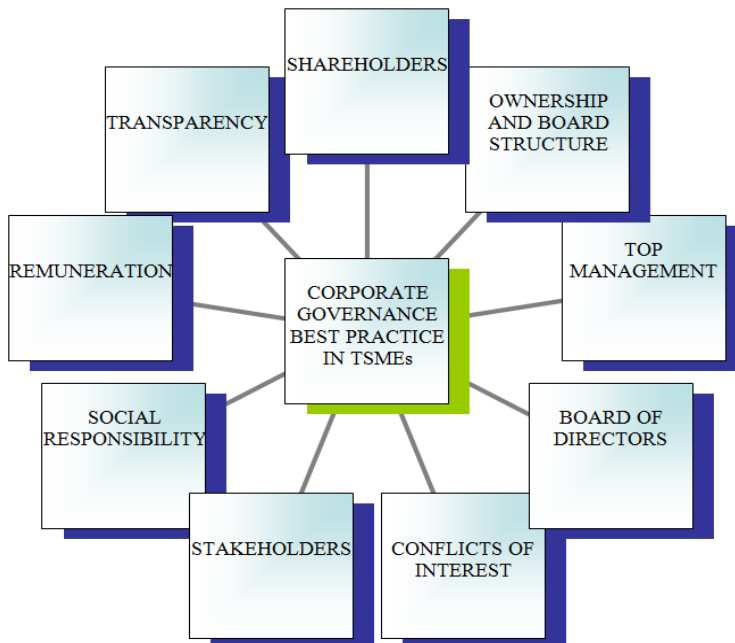 SHAREHOLDERS
OWNERSHIP
AND BOARD
STRUCTURE
TOP
MANAGEMENT
BOARD OF
DIRECTORS
CONFLICTS OF
INTEREST
STAKEHOLDERS
SOCIAL
RESPONSIBILITY
REMUNERATION
TRANSPARENCY
CORPORATE
GOVERNANCE
BEST PRACTICE
IN TSMEs